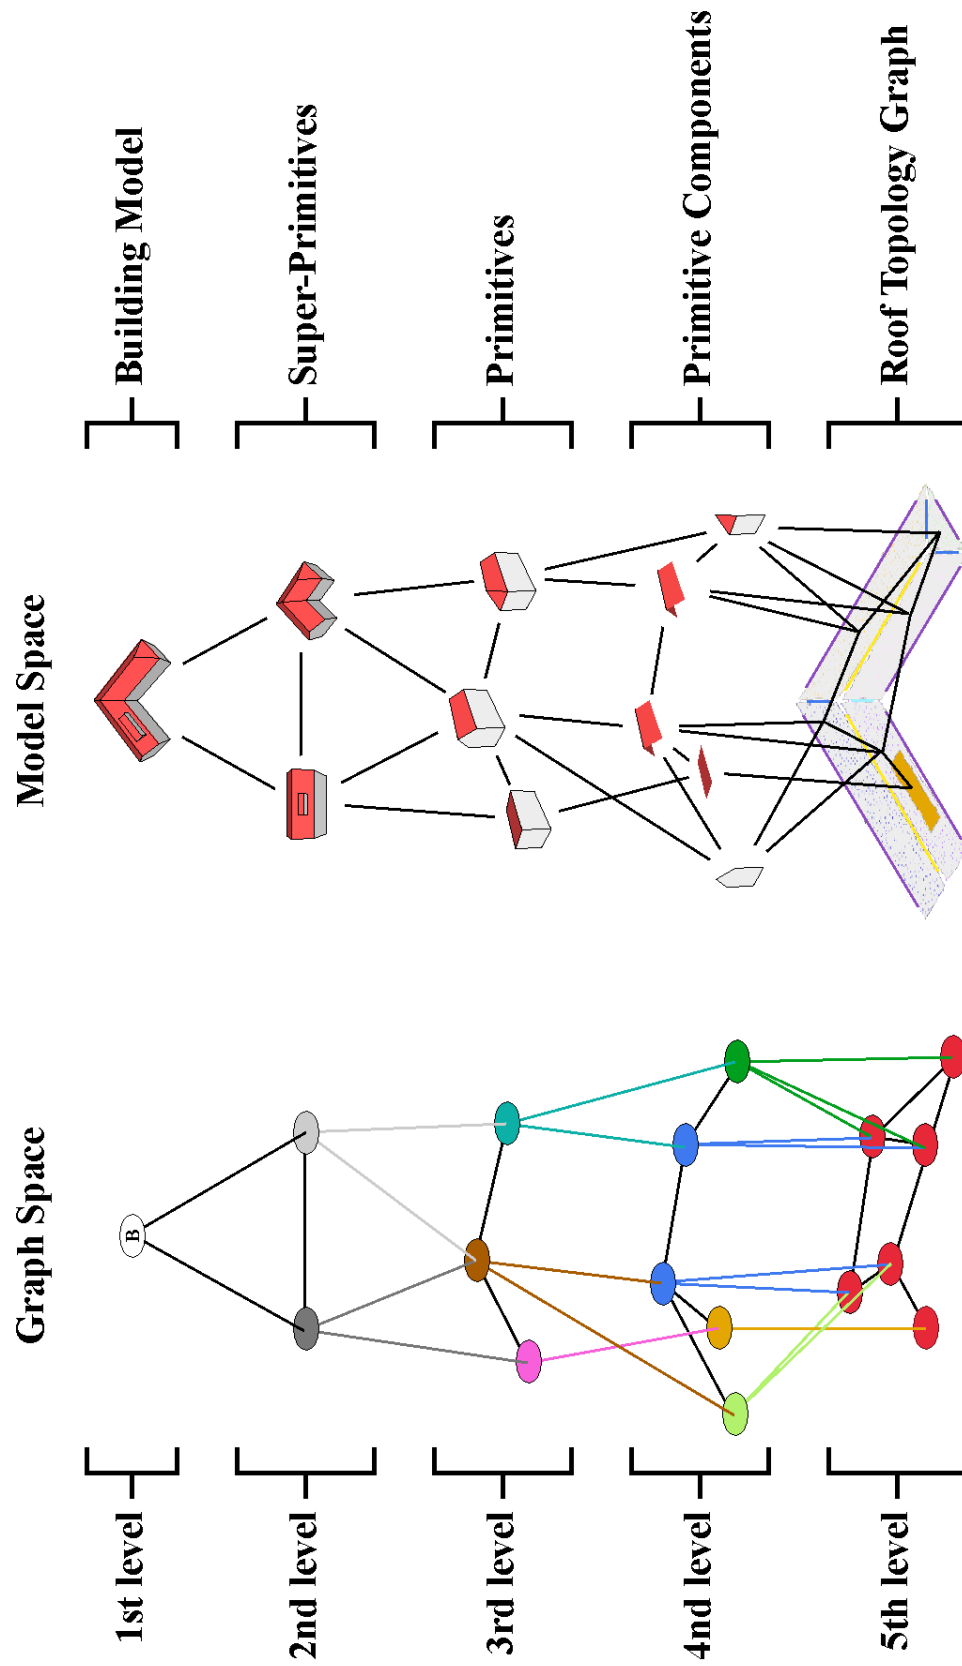 Graph Space
Model Space
1st level
Building Model
B
2nd level
Super-Primitives
3rd level
Primitives
4nd level
Primitive Components
5th level
Roof Topology Graph